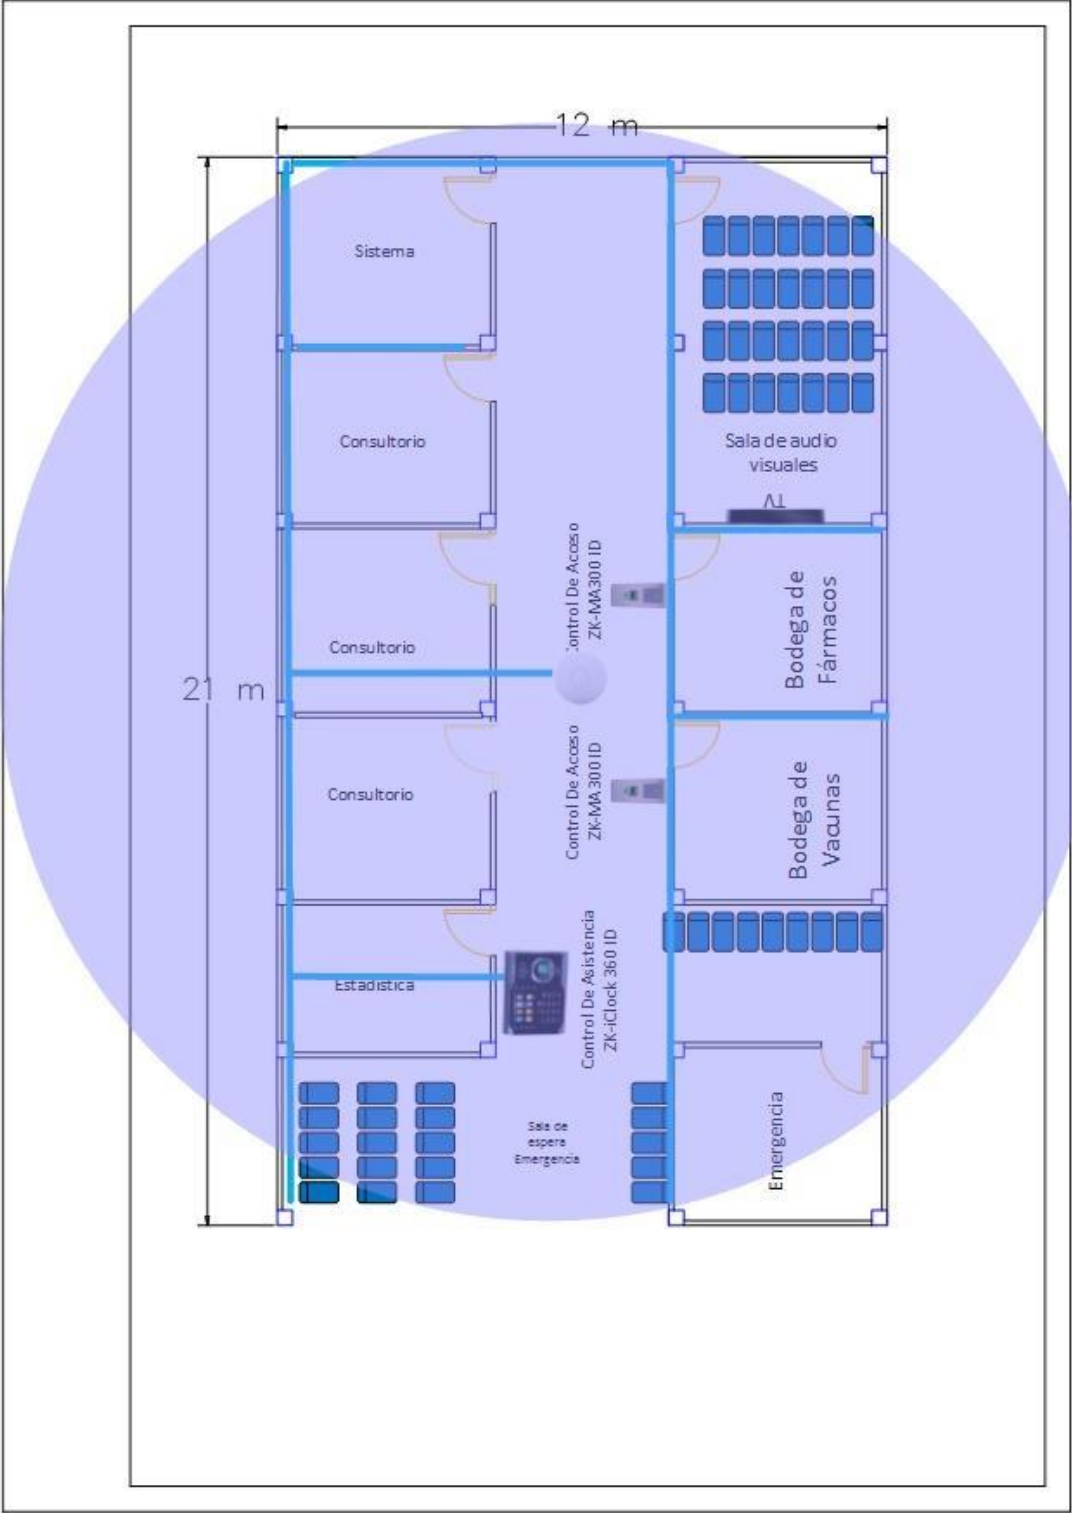 12 m
Sistema
Consultorio
Sala de audio
visuales
TV
Control De Acceso
ZK-MA300 ID
Bodega de
Fármacos
Consultorio
21 m
Control De Acceso
ZK-MA300 ID
Consultorio
Bodega de
Vacunas
Control De Asistencia
ZK-iClock 360 ID
Estadistica
Sala de
espera
Emergencia
Emergencia